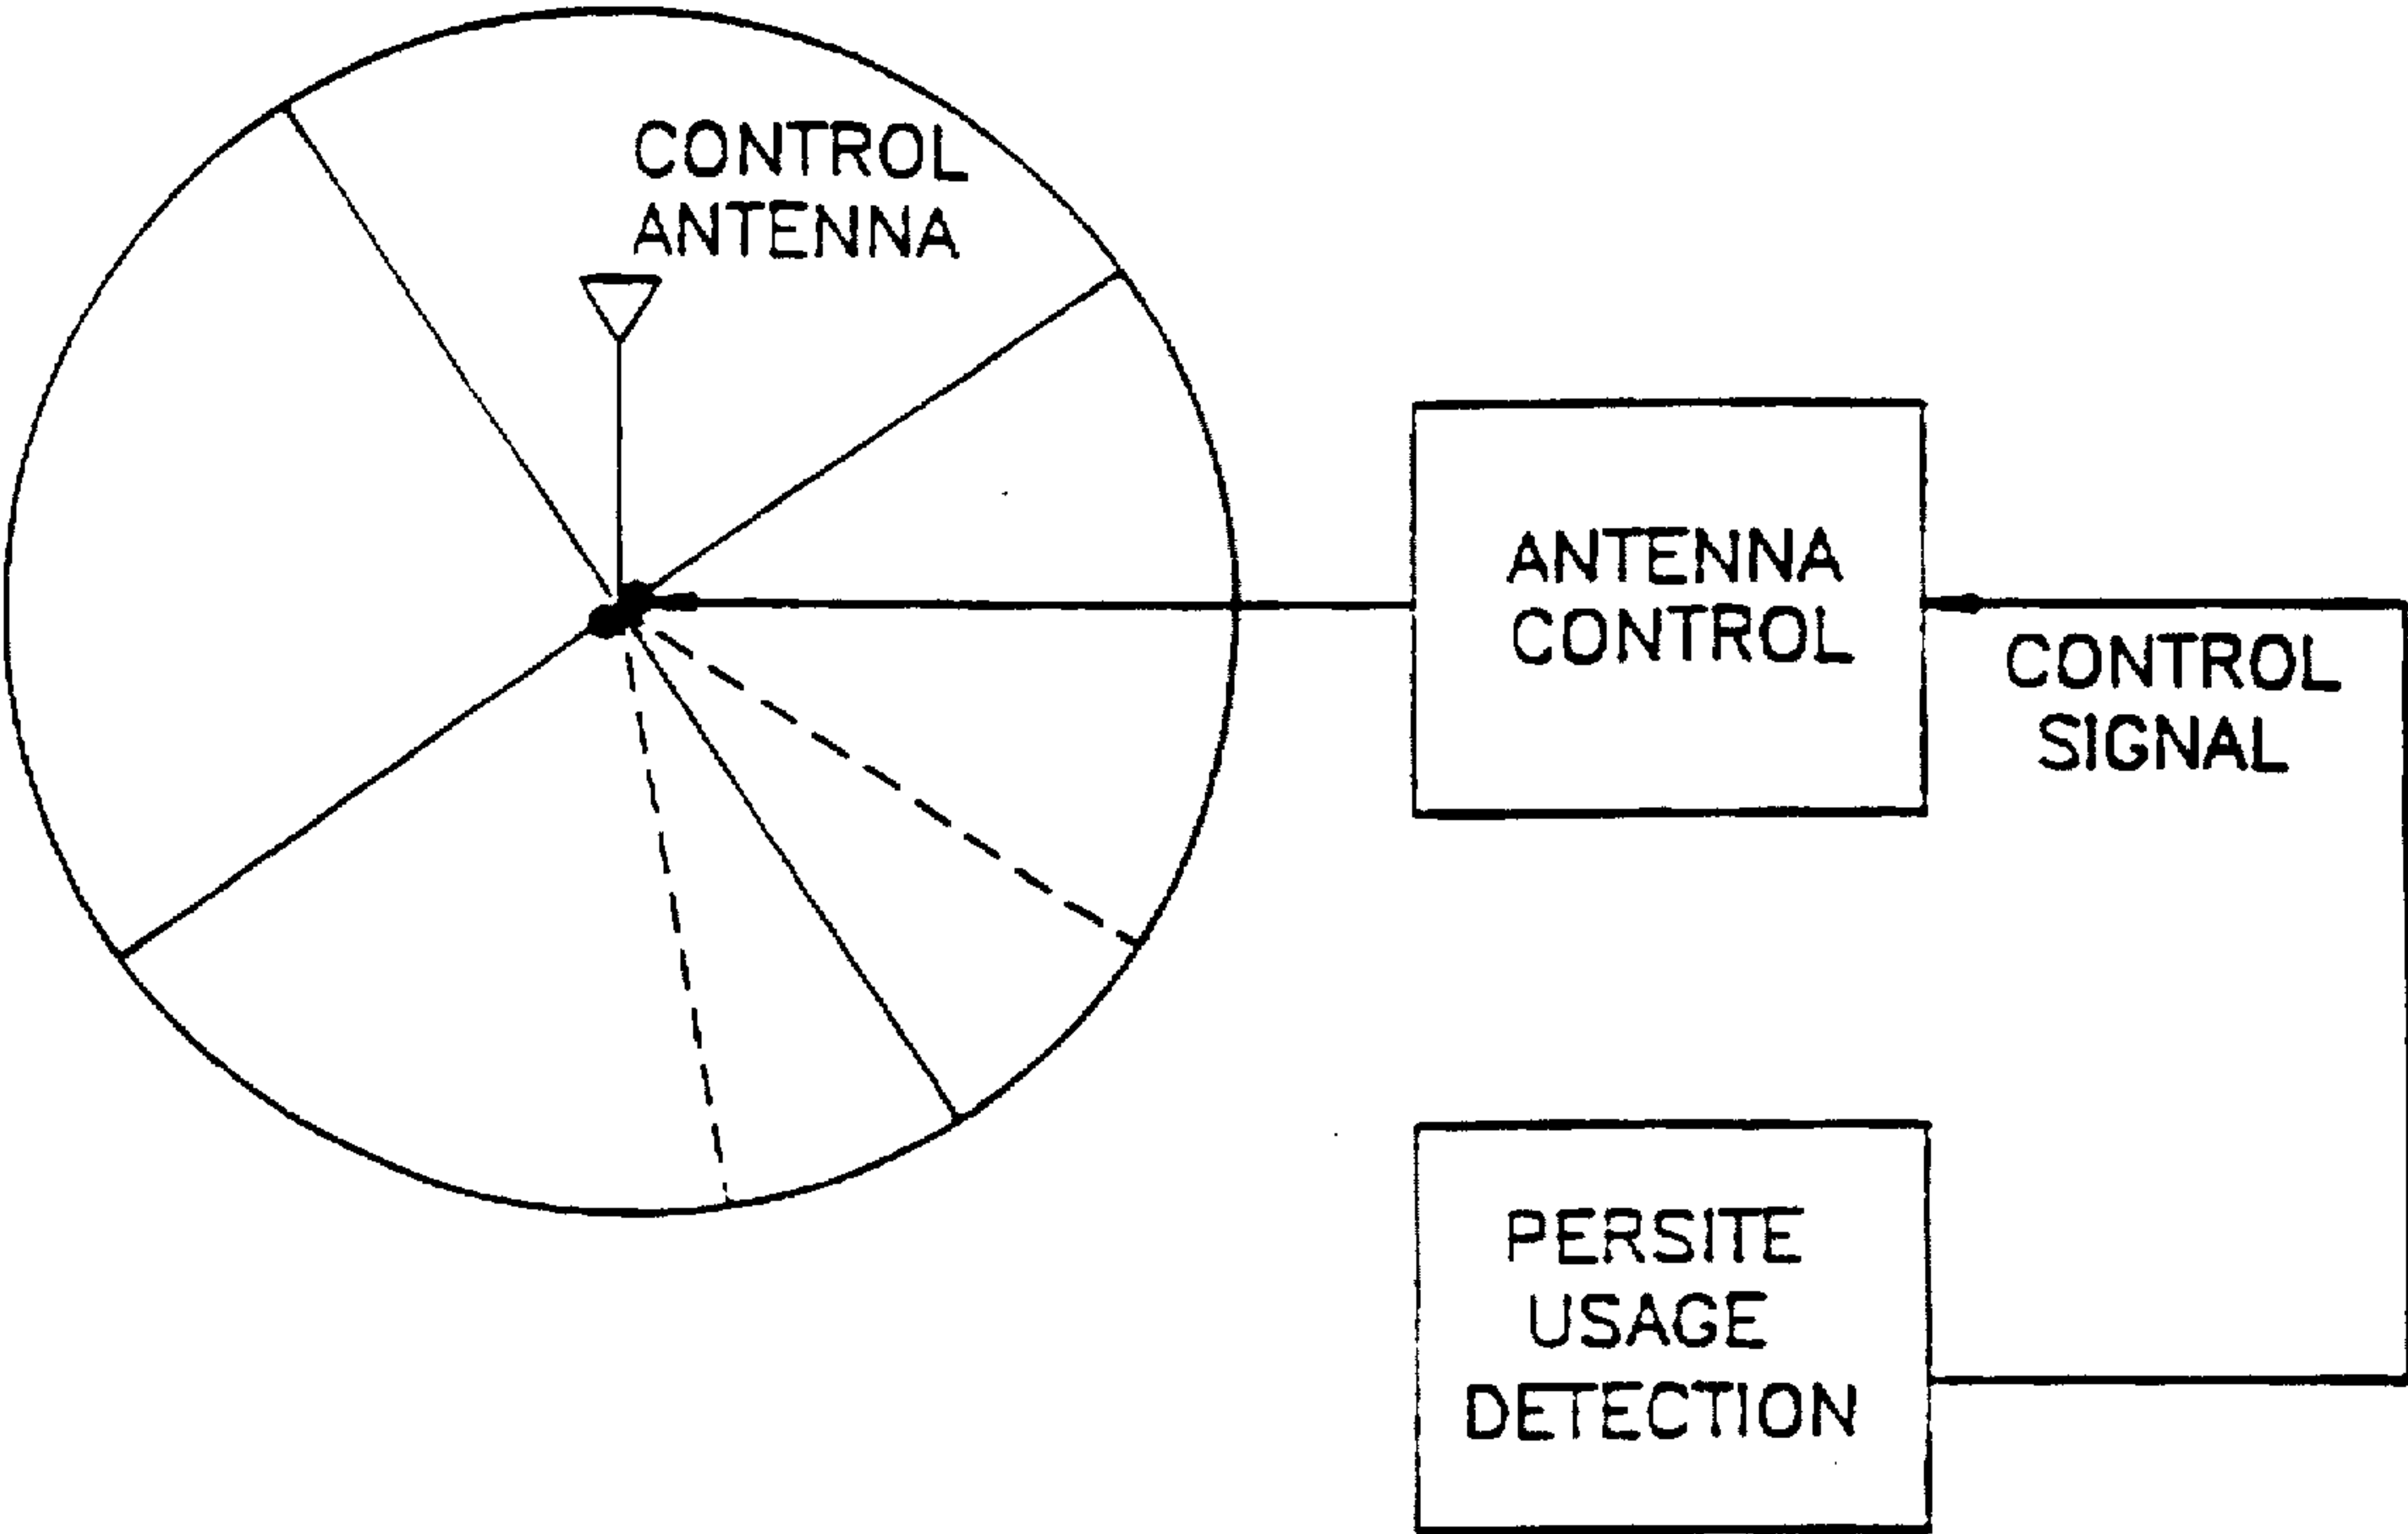 CONTROL
ANTENNA
ANTENNA
CONTROL
CONTROL
SIGNAL
PERSITE
USAGE
DETECTION